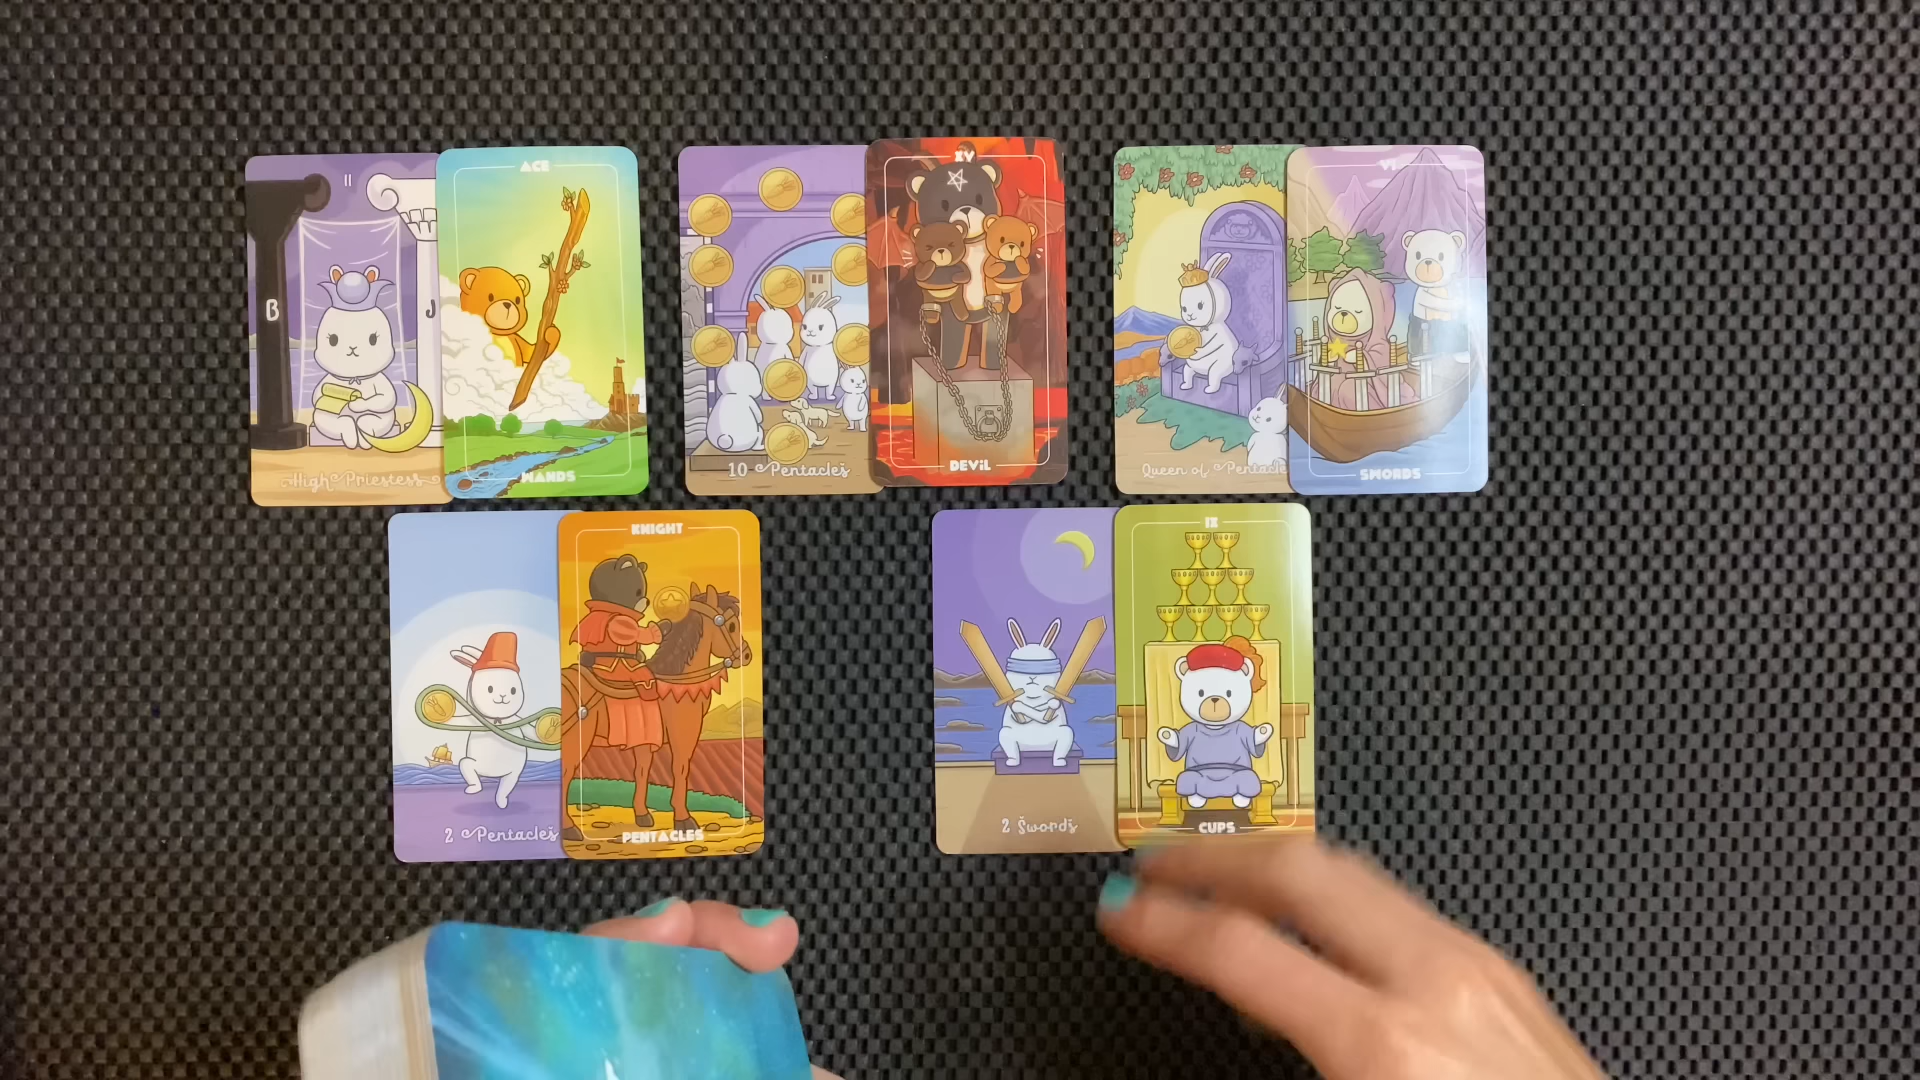 II
B
J
High Priestess
ACE
WANDS
10 Pentacles
XV
DEVIL
Queen of Pentacle
VI
SWORDS
2 Pentacles
KNIGHT
PENTACLES
2 Swords
IX
CUPS